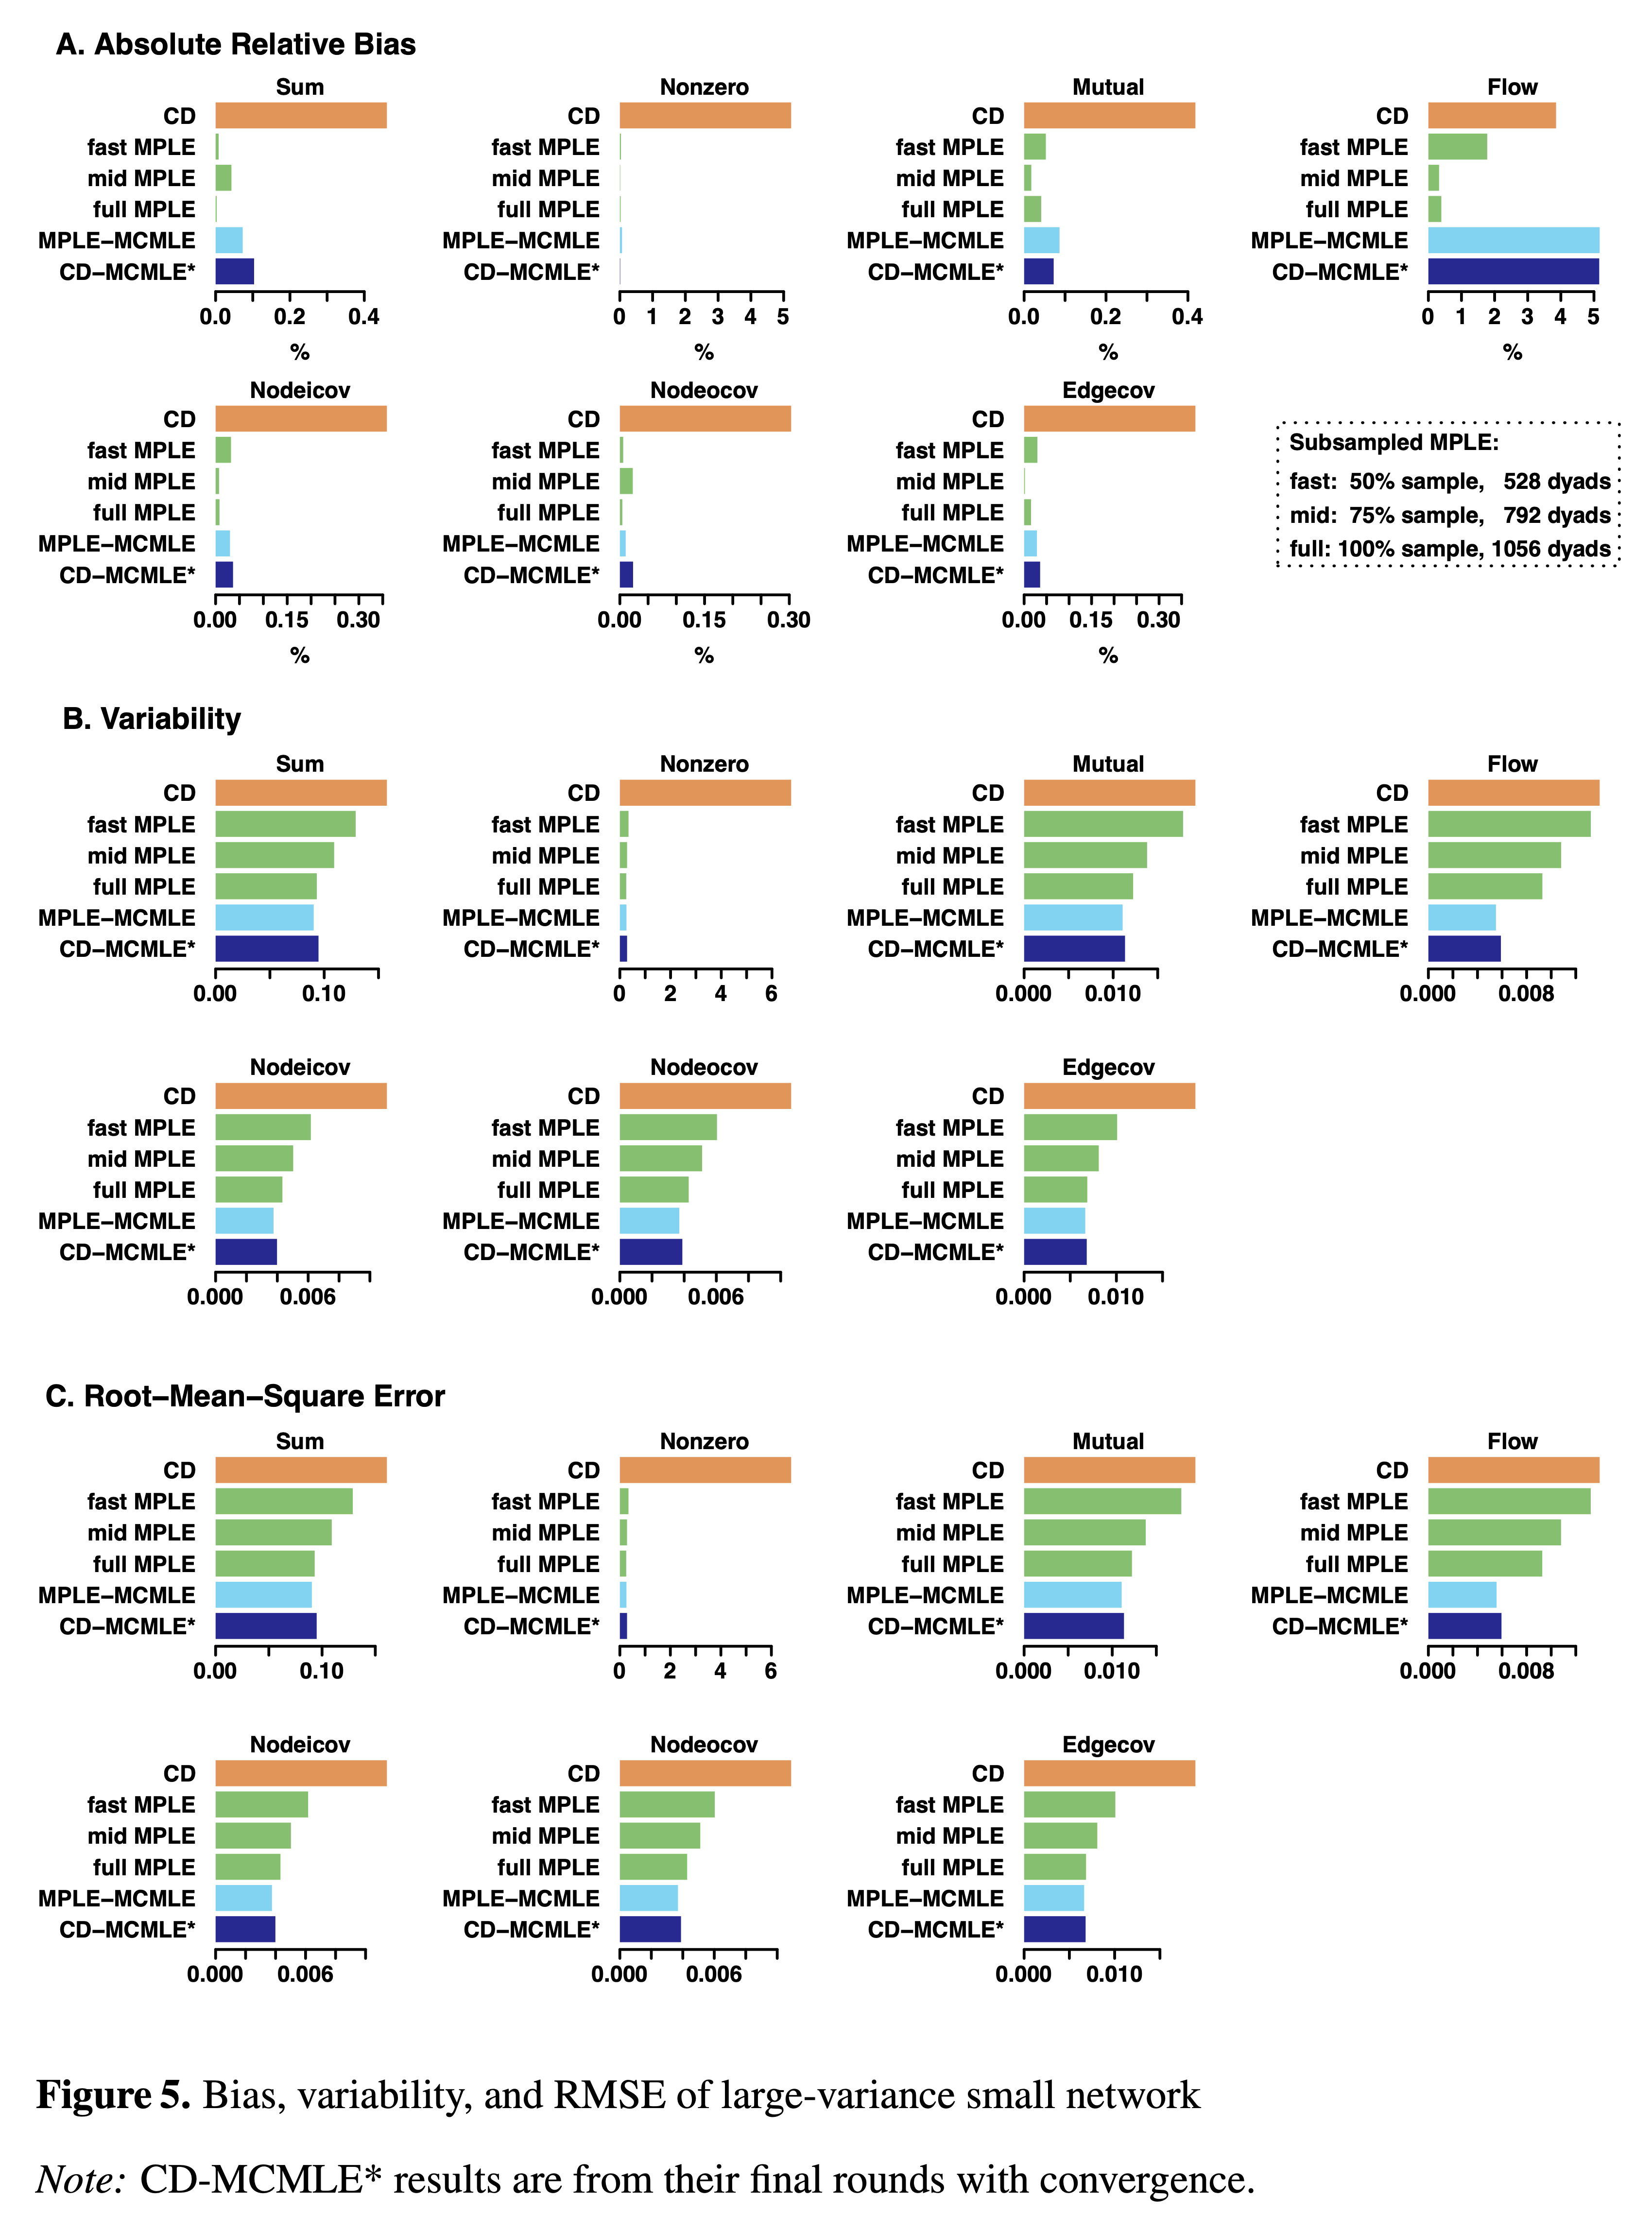 A. Absolute Relative Bias
Sum
CD
fast MPLE
mid MPLE
full MPLE
MPLE–MCMLE
CD–MCMLE*
0.0 0.2 0.4
%
Nonzero
CD
fast MPLE
mid MPLE
full MPLE
MPLE–MCMLE
CD–MCMLE*
0 1 2 3 4 5
%
Mutual
CD
fast MPLE
mid MPLE
full MPLE
MPLE–MCMLE
CD–MCMLE*
0.0 0.2 0.4
%
Flow
CD
fast MPLE
mid MPLE
full MPLE
MPLE–MCMLE
CD–MCMLE*
0 1 2 3 4 5
%
Nodeicov
CD
fast MPLE
mid MPLE
full MPLE
MPLE–MCMLE
CD–MCMLE*
0.00 0.15 0.30
%
Nodeocov
CD
fast MPLE
mid MPLE
full MPLE
MPLE–MCMLE
CD–MCMLE*
0.00 0.15 0.30
%
Edgecov
CD
fast MPLE
mid MPLE
full MPLE
MPLE–MCMLE
CD–MCMLE*
0.00 0.15 0.30
%
Subsampled MPLE:
fast: 50% sample, 528 dyads
mid: 75% sample, 792 dyads
full: 100% sample, 1056 dyads
B. Variability
Sum
CD
fast MPLE
mid MPLE
full MPLE
MPLE–MCMLE
CD–MCMLE*
0.00 0.10
Nonzero
CD
fast MPLE
mid MPLE
full MPLE
MPLE–MCMLE
CD–MCMLE*
0 2 4 6
Mutual
CD
fast MPLE
mid MPLE
full MPLE
MPLE–MCMLE
CD–MCMLE*
0.000 0.010
Flow
CD
fast MPLE
mid MPLE
full MPLE
MPLE–MCMLE
CD–MCMLE*
0.000 0.008
Nodeicov
CD
fast MPLE
mid MPLE
full MPLE
MPLE–MCMLE
CD–MCMLE*
0.000 0.006
Nodeocov
CD
fast MPLE
mid MPLE
full MPLE
MPLE–MCMLE
CD–MCMLE*
0.000 0.006
Edgecov
CD
fast MPLE
mid MPLE
full MPLE
MPLE–MCMLE
CD–MCMLE*
0.000 0.010
C. Root–Mean–Square Error
Sum
CD
fast MPLE
mid MPLE
full MPLE
MPLE–MCMLE
CD–MCMLE*
0.00 0.10
Nonzero
CD
fast MPLE
mid MPLE
full MPLE
MPLE–MCMLE
CD–MCMLE*
0 2 4 6
Mutual
CD
fast MPLE
mid MPLE
full MPLE
MPLE–MCMLE
CD–MCMLE*
0.000 0.010
Flow
CD
fast MPLE
mid MPLE
full MPLE
MPLE–MCMLE
CD–MCMLE*
0.000 0.008
Nodeicov
CD
fast MPLE
mid MPLE
full MPLE
MPLE–MCMLE
CD–MCMLE*
0.000 0.006
Nodeocov
CD
fast MPLE
mid MPLE
full MPLE
MPLE–MCMLE
CD–MCMLE*
0.000 0.006
Edgecov
CD
fast MPLE
mid MPLE
full MPLE
MPLE–MCMLE
CD–MCMLE*
0.000 0.010
Figure 5. Bias, variability, and RMSE of large-variance small network
Note: CD-MCMLE* results are from their final rounds with convergence.